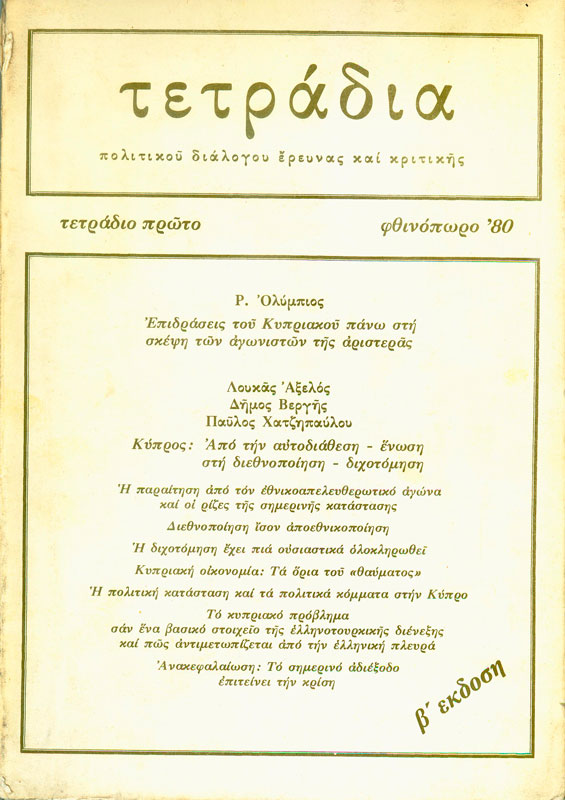 τετράδια
πολιτικοῦ διάλογου ἔρευνας καί κριτικῆς
τετράδιο πρῶτο
φθινόπωρο '80
Ρ. Ὀλύμπιος
Ἐπιδράσεις τοῦ Κυπριακοῦ πάνω στή
σκέψη τῶν ἀγωνιστῶν τῆς ἀριστερᾶς
Λουκᾶς Ἀξελός
Δῆμος Βεργῆς
Παῦλος Χατζηπαύλου
Κύπρος: Ἀπό τήν αὐτοδιάθεση - ἕνωση
στή διεθνοποίηση - διχοτόμηση
Ἡ παραίτηση ἀπό τόν ἐθνικοαπελευθερωτικό ἀγώνα
καί οἱ ρίζες τῆς σημερινῆς κατάστασης
Διεθνοποίηση ἴσον ἀποεθνικοποίηση
Ἡ διχοτόμηση ἔχει πιά οὐσιαστικά ὁλοκληρωθεῖ
Κυπριακή οἰκονομία: Τά ὅρια τοῦ «θαύματος»
Ἡ πολιτική κατάσταση καί τά πολιτικά κόμματα στήν Κύπρο
Τό κυπριακό πρόβλημα
σάν ἕνα βασικό στοιχεῖο τῆς ἑλληνοτουρκικῆς διένεξης
καί πῶς ἀντιμετωπίζεται ἀπό τήν ἑλληνική πλευρά
Ἀνακεφαλαίωση: Τό σημερινό ἀδιέξοδο
ἐπιτείνει τήν κρίση
β΄ εκδοση